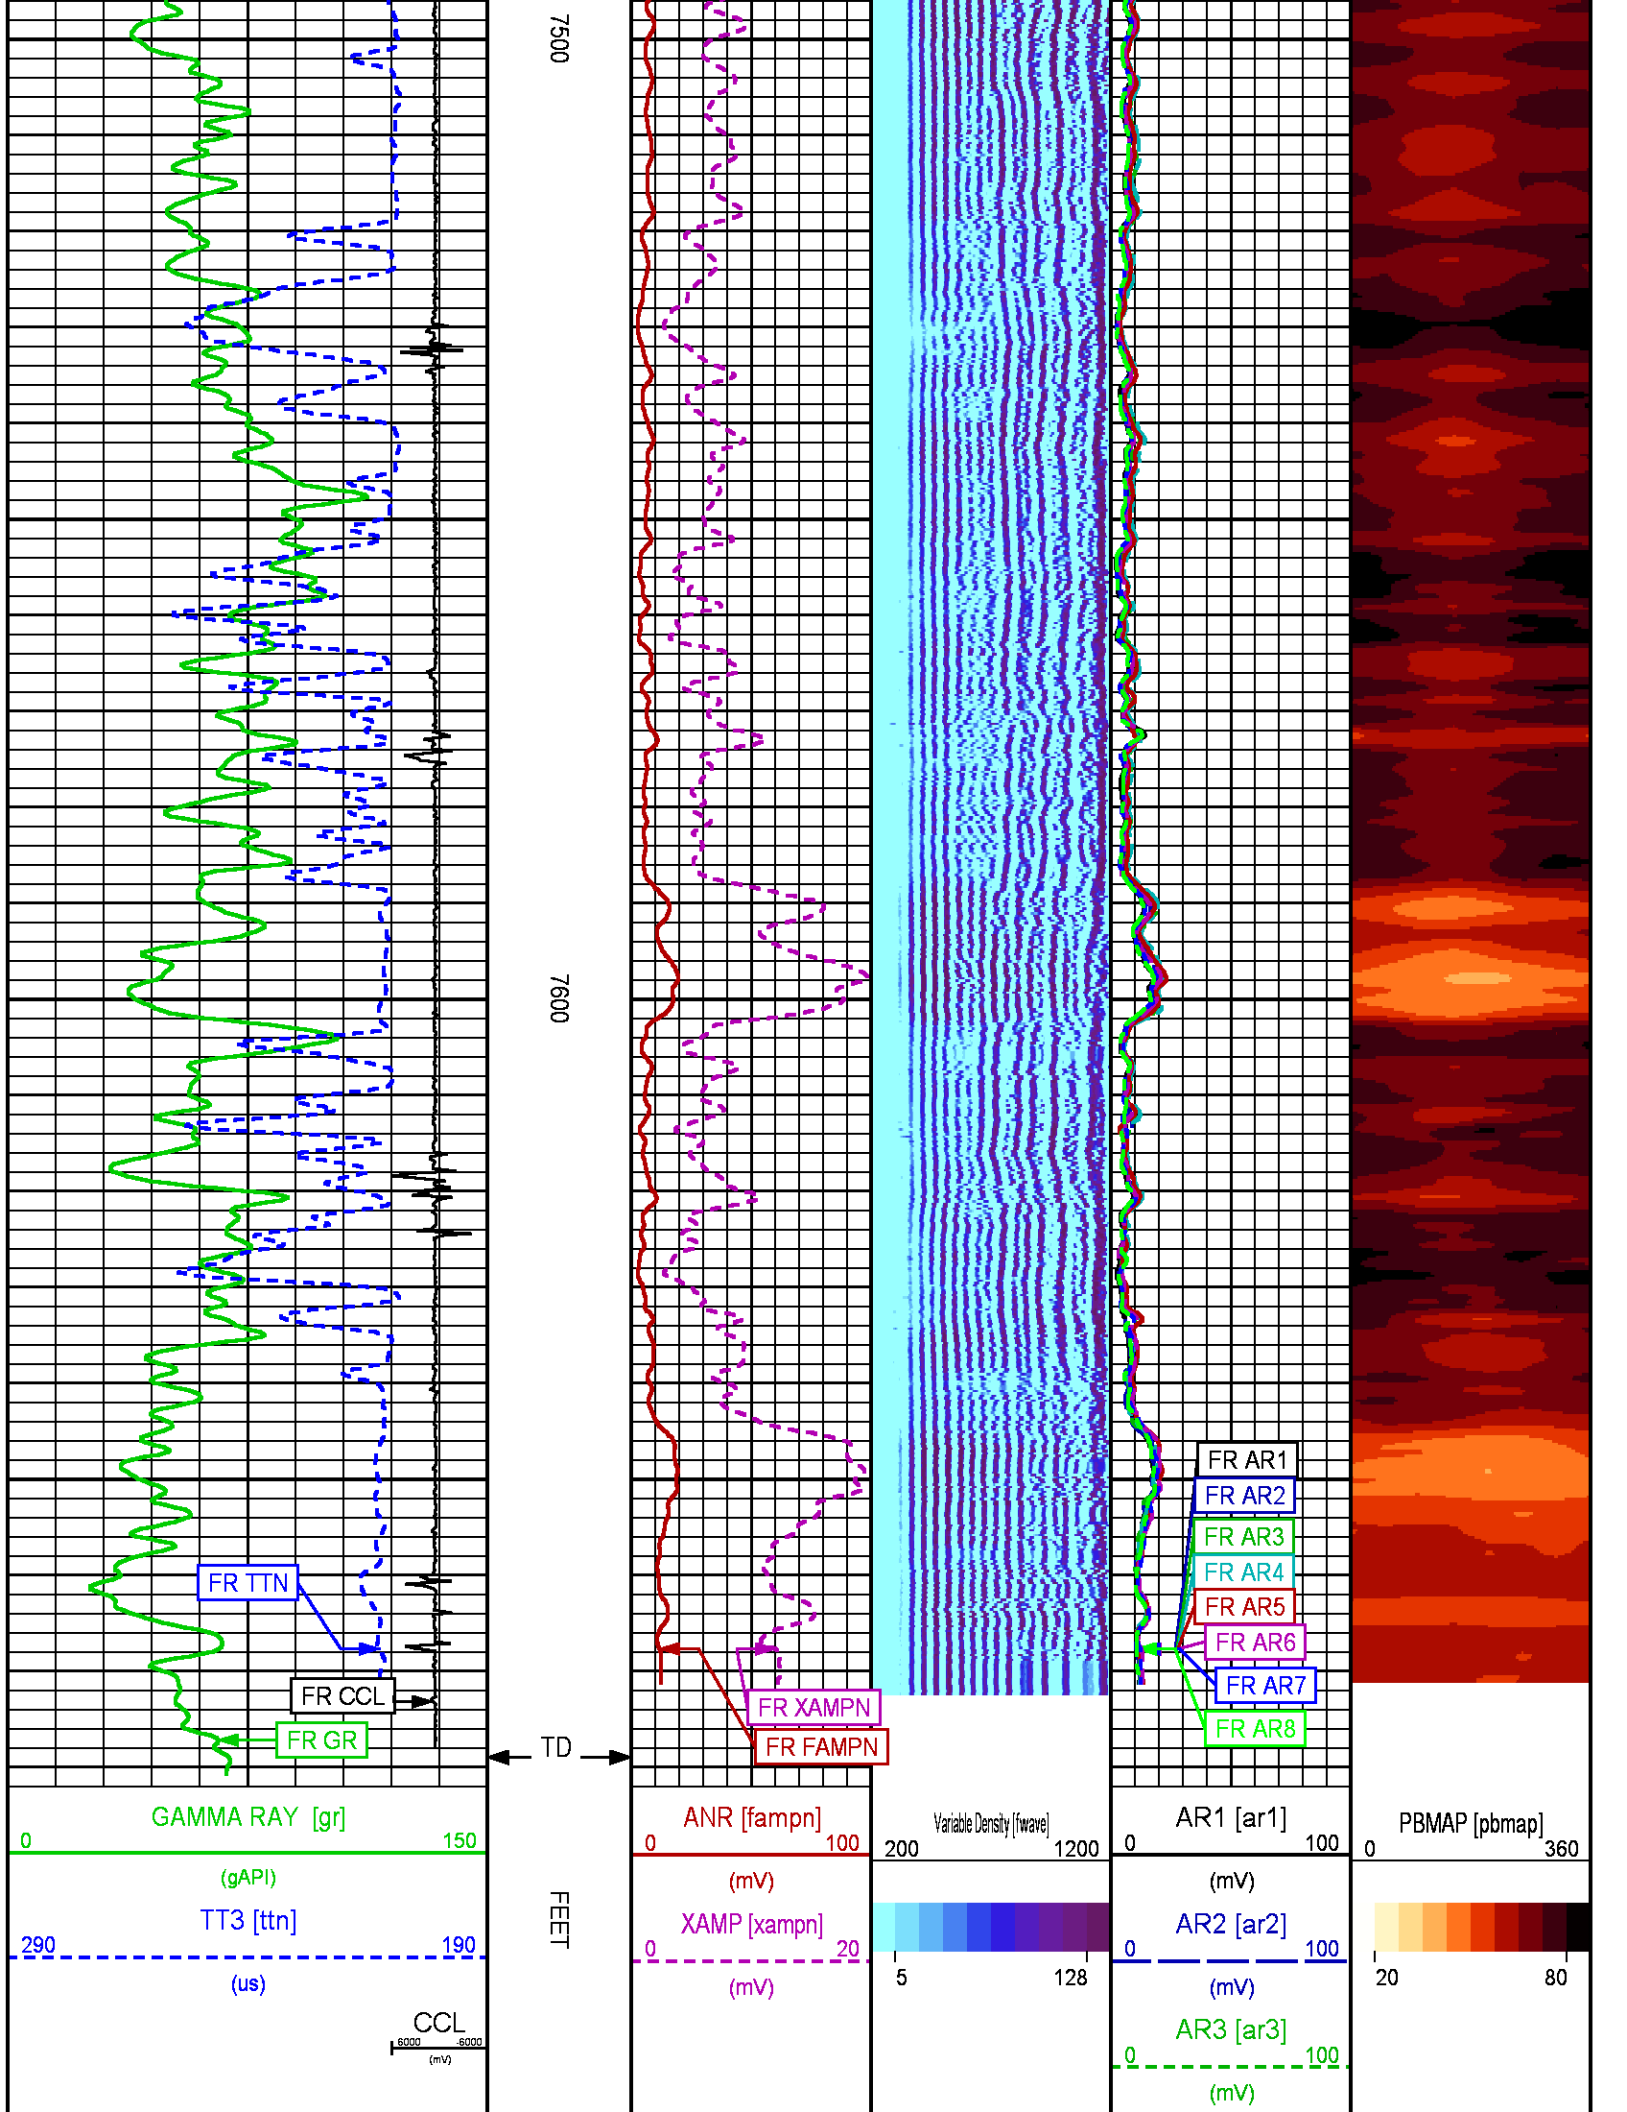 7500
7600
FR AR1
FR AR2
FR AR3
FR AR4
FR TTN
FR AR5
FR AR6
FR AR7
FR CCL
FR XAMPN
FR AR8
FR GR
TD
FR FAMPN
GAMMA RAY [gr]
0 150
(gAPI)
TT3 [ttn]
290 190
(us)
CCL
6000 -6000
(mV)
FEET
ANR [fampn]
0 100
(mV)
XAMP [xampn]
0 20
(mV)
Variable Density [fwave]
200 1200
5 128
AR1 [ar1]
0 100
(mV)
AR2 [ar2]
0 100
(mV)
AR3 [ar3]
0 100
(mV)
PBMAP [pbmap]
0 360
20 80